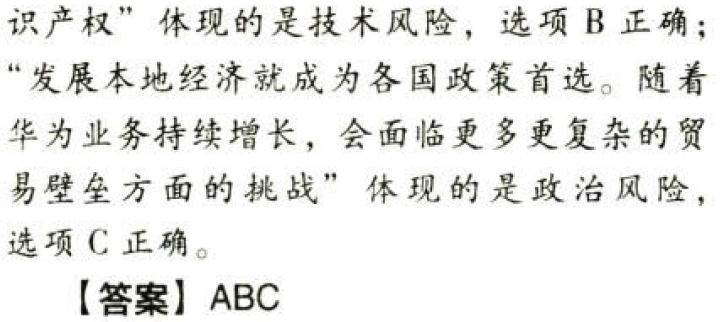 识产权”体现的是技术风险，选项 B 正确；
“发展本地经济就成为各国政策首选。随着
华为业务持续增长，会面临更多更复杂的贸
易壁垒方面的挑战”体现的是政治风险，
选项 C 正确。
【答案】ABC